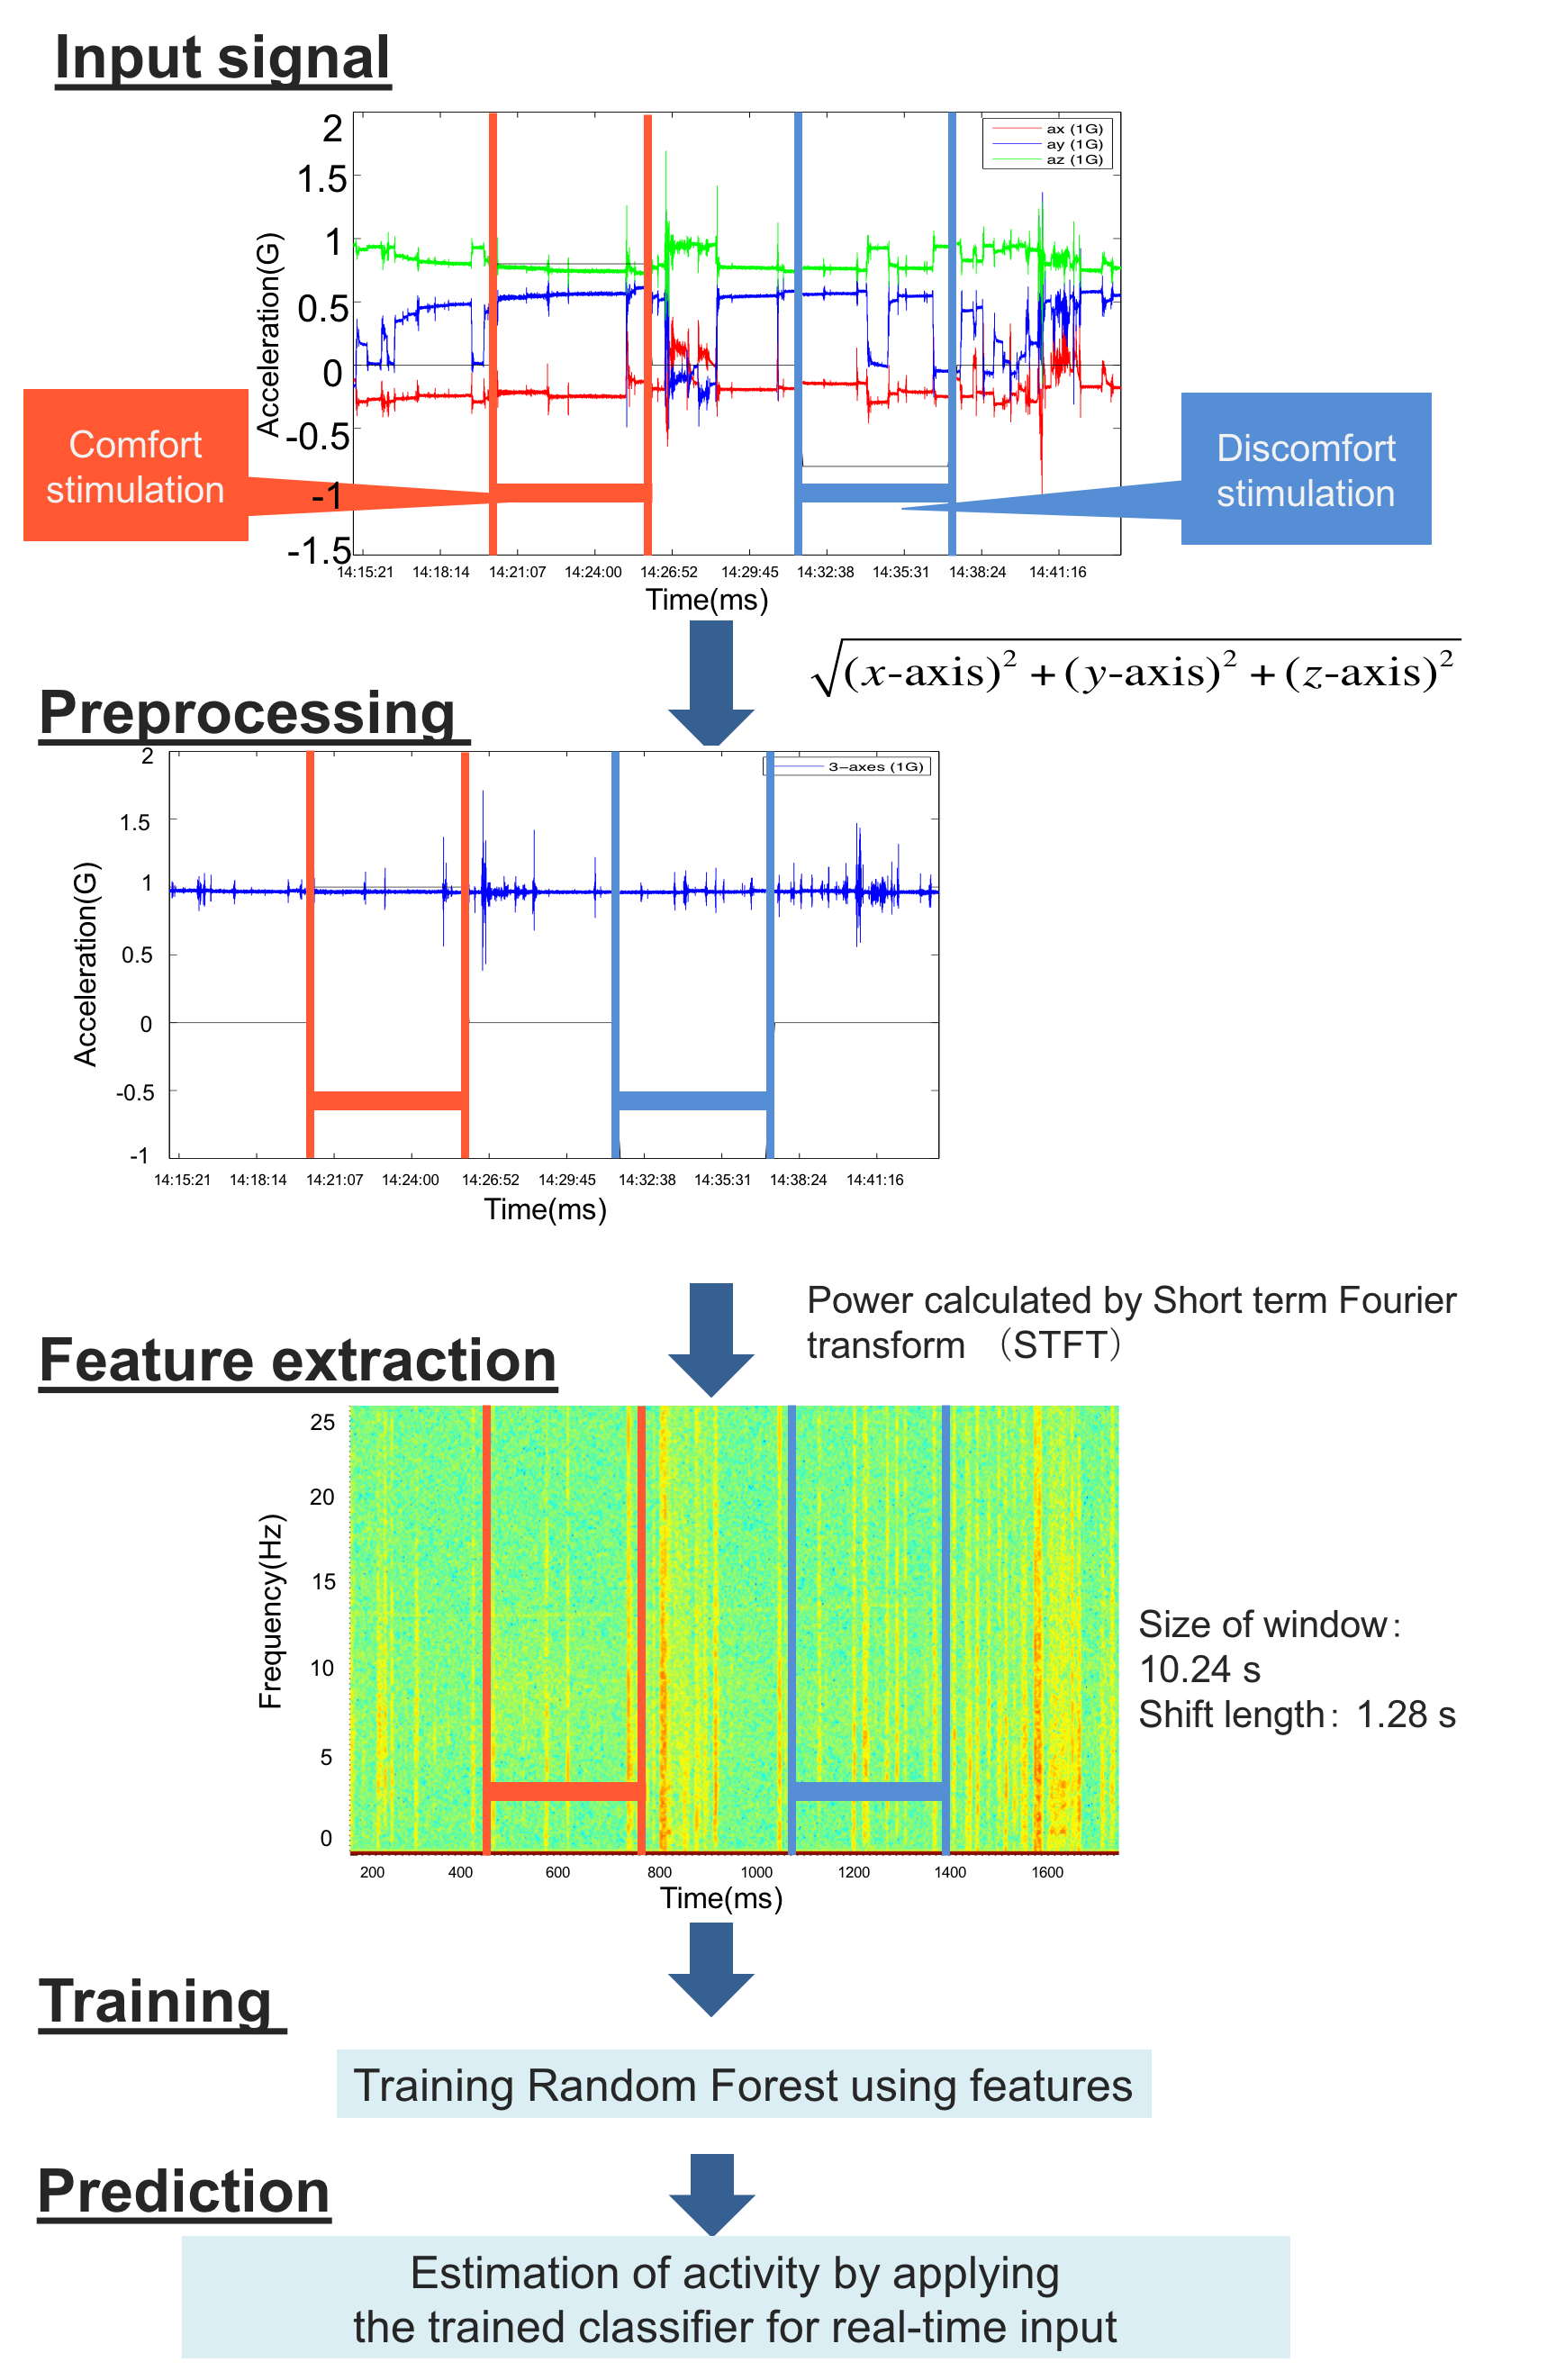 Input signal
2
1.5
1
0.5
0
-0.5
-1
-1.5
Acceleration(G)
ax (1G)
ay (1G)
az (1G)
Comfort
stimulation
Discomfort
stimulation
14:15:21 14:18:14 14:21:07 14:24:00 14:26:52 14:29:45 14:32:38 14:35:31 14:38:24 14:41:16
Time(ms)
√(x-axis)² + (y-axis)² + (z-axis)²
Preprocessing
2
1.5
1
0.5
0
-0.5
-1
Acceleration(G)
3-axes (1G)
14:15:21 14:18:14 14:21:07 14:24:00 14:26:52 14:29:45 14:32:38 14:35:31 14:38:24 14:41:16
Time(ms)
Power calculated by Short term Fourier
transform （STFT）
Feature extraction
25
20
15
10
5
0
Frequency(Hz)
200 400 600 800 1000 1200 1400 1600
Time(ms)
Size of window：
10.24 s
Shift length： 1.28 s
Training
Training Random Forest using features
Prediction
Estimation of activity by applying
the trained classifier for real-time input